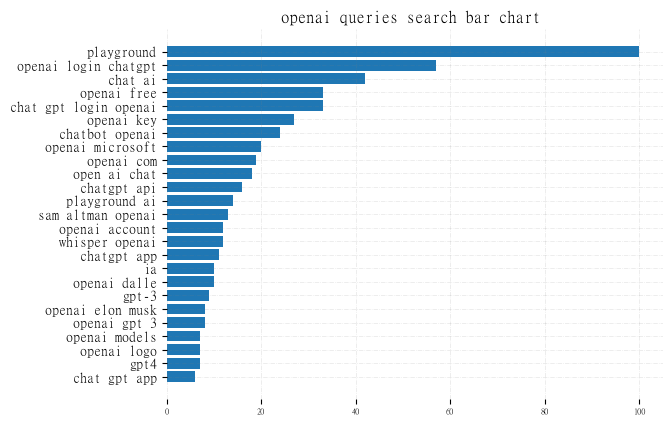 openai queries search bar chart
playground
openai login chatgpt
chat ai
openai free
chat gpt login openai
openai key
chatbot openai
openai microsoft
openai com
open ai chat
chatgpt api
playground ai
sam altman openai
openai account
whisper openai
chatgpt app
ia
openai dalle
gpt-3
openai elon musk
openai gpt 3
openai models
openai logo
gpt4
chat gpt app
0 20 40 60 80 100